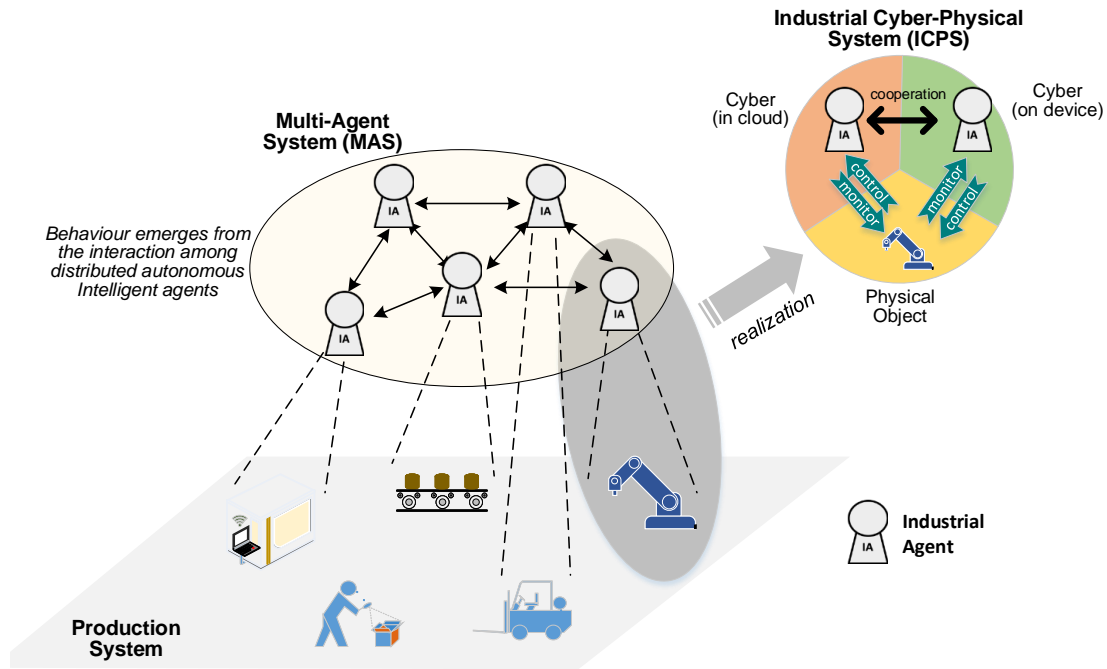 Industrial Cyber-Physical
System (ICPS)
Cyber
(in cloud)
cooperation
Cyber
(on device)
IA
IA
control
monitor
monitor
control
Physical
Object
realization
Multi-Agent
System (MAS)
IA
IA
IA
IA
IA
Behaviour emerges from
the interaction among
distributed autonomous
Intelligent agents
IA
Industrial
Agent
Production
System